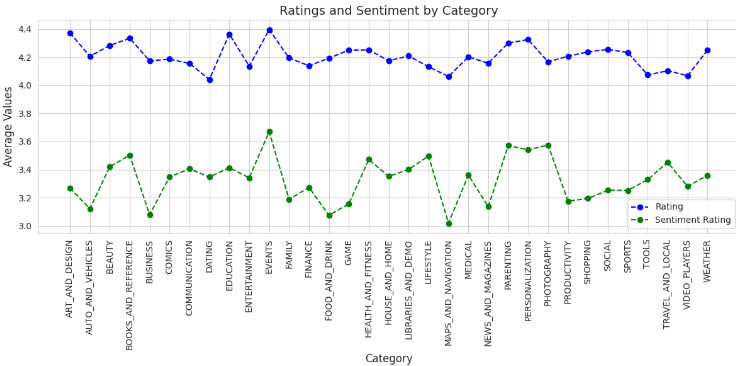 Ratings and Sentiment by Category
Average Values
4.4
4.2
4.0
3.8
3.6
3.4
3.2
3.0
Rating
Sentiment Rating
ART_AND_DESIGN
AUTO_AND_VEHICLES
BEAUTY
BOOKS_AND_REFERENCE
BUSINESS
COMICS
COMMUNICATION
DATING
EDUCATION
ENTERTAINMENT
EVENTS
FAMILY
FINANCE
FOOD_AND_DRINK
GAME
HEALTH_AND_FITNESS
HOUSE_AND_HOME
LIBRARIES_AND_DEMO
LIFESTYLE
MAPS_AND_NAVIGATION
MEDICAL
NEWS_AND_MAGAZINES
PARENTING
PERSONALIZATION
PHOTOGRAPHY
PRODUCTIVITY
SHOPPING
SOCIAL
SPORTS
TOOLS
TRAVEL_AND_LOCAL
VIDEO_PLAYERS
WEATHER
Category